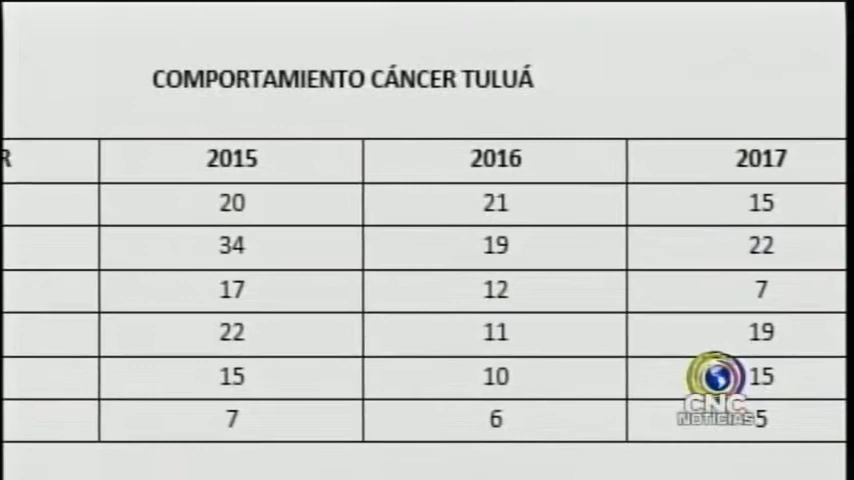 COMPORTAMIENTO CÁNCER TULUÁ
R 2015 2016 2017
20 21 15
34 19 22
17 12 7
22 11 19
15 10 15
7 6 5
CNC
NOTICIAS